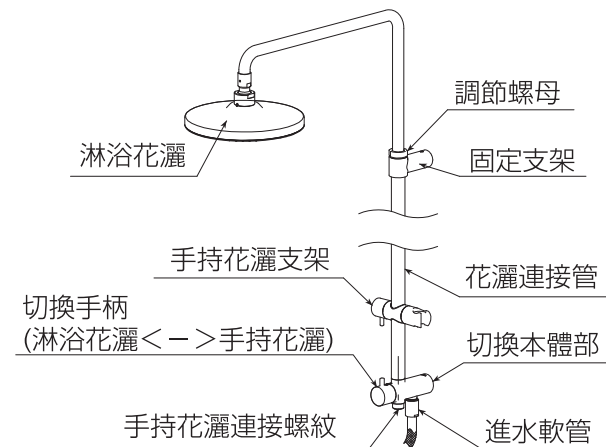 調節螺母
淋浴花灑
固定支架
手持花灑支架
花灑連接管
切換手柄
(淋浴花灑＜－＞手持花灑)
切換本體部
手持花灑連接螺紋
進水軟管